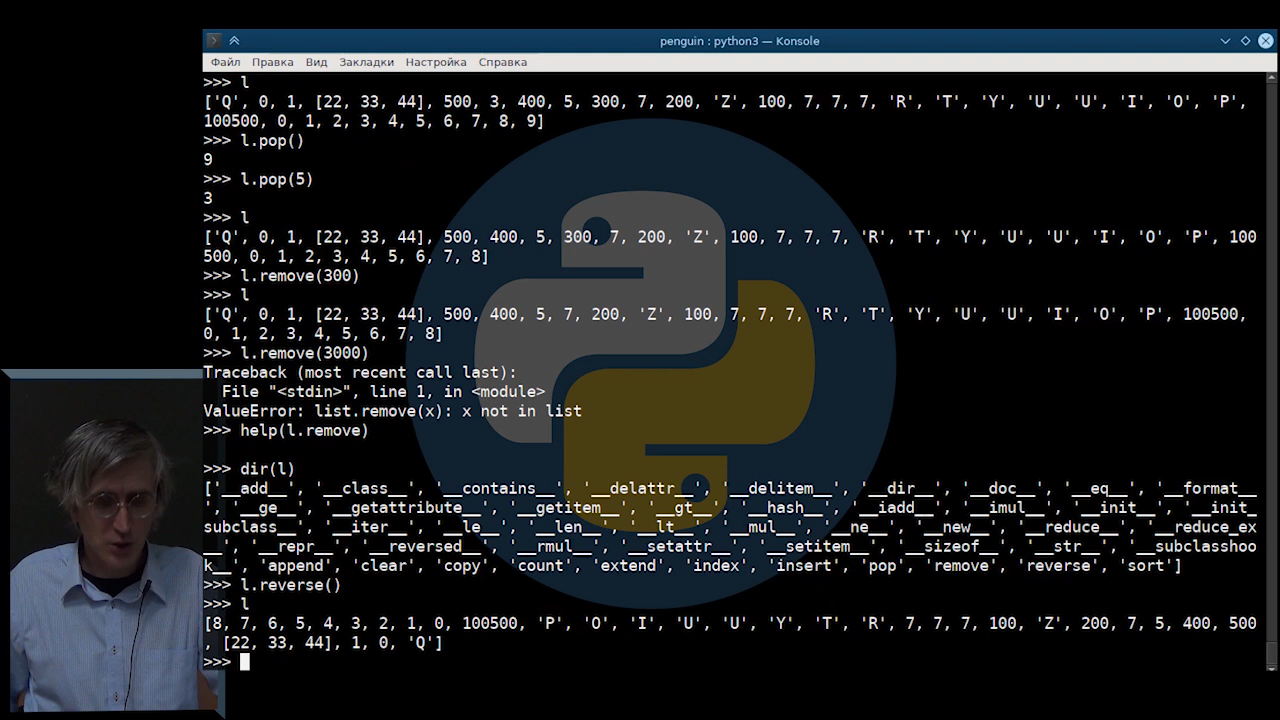 penguin : python3 — Konsole
Файл Правка Вид Закладки Настройка Справка
>>> l
['Q', 0, 1, [22, 33, 44], 500, 3, 400, 5, 300, 7, 200, 'Z', 100, 7, 7, 7, 'R', 'T', 'Y', 'U', 'U', 'I', 'O', 'P',
100500, 0, 1, 2, 3, 4, 5, 6, 7, 8, 9]
>>> l.pop()
9
>>> l.pop(5)
3
>>> l
['Q', 0, 1, [22, 33, 44], 500, 400, 5, 300, 7, 200, 'Z', 100, 7, 7, 7, 'R', 'T', 'Y', 'U', 'U', 'I', 'O', 'P', 100
500, 0, 1, 2, 3, 4, 5, 6, 7, 8]
>>> l.remove(300)
>>> l
['Q', 0, 1, [22, 33, 44], 500, 400, 5, 7, 200, 'Z', 100, 7, 7, 7, 'R', 'T', 'Y', 'U', 'U', 'I', 'O', 'P', 100500,
0, 1, 2, 3, 4, 5, 6, 7, 8]
>>> l.remove(3000)
Traceback (most recent call last):
  File "<stdin>", line 1, in <module>
ValueError: list.remove(x): x not in list
>>> help(l.remove)
>>> dir(l)
['__add__', '__class__', '__contains__', '__delattr__', '__delitem__', '__dir__', '__doc__', '__eq__', '__format__
', '__ge__', '__getattribute__', '__getitem__', '__gt__', '__hash__', '__iadd__', '__imul__', '__init__', '__init_
subclass__', '__iter__', '__le__', '__len__', '__lt__', '__mul__', '__ne__', '__new__', '__reduce__', '__reduce_ex
__', '__repr__', '__reversed__', '__rmul__', '__setattr__', '__setitem__', '__sizeof__', '__str__', '__subclasshoo
k__', 'append', 'clear', 'copy', 'count', 'extend', 'index', 'insert', 'pop', 'remove', 'reverse', 'sort']
>>> l.reverse()
>>> l
[8, 7, 6, 5, 4, 3, 2, 1, 0, 100500, 'P', 'O', 'I', 'U', 'U', 'Y', 'T', 'R', 7, 7, 7, 100, 'Z', 200, 7, 5, 400, 500
, [22, 33, 44], 1, 0, 'Q']
>>>